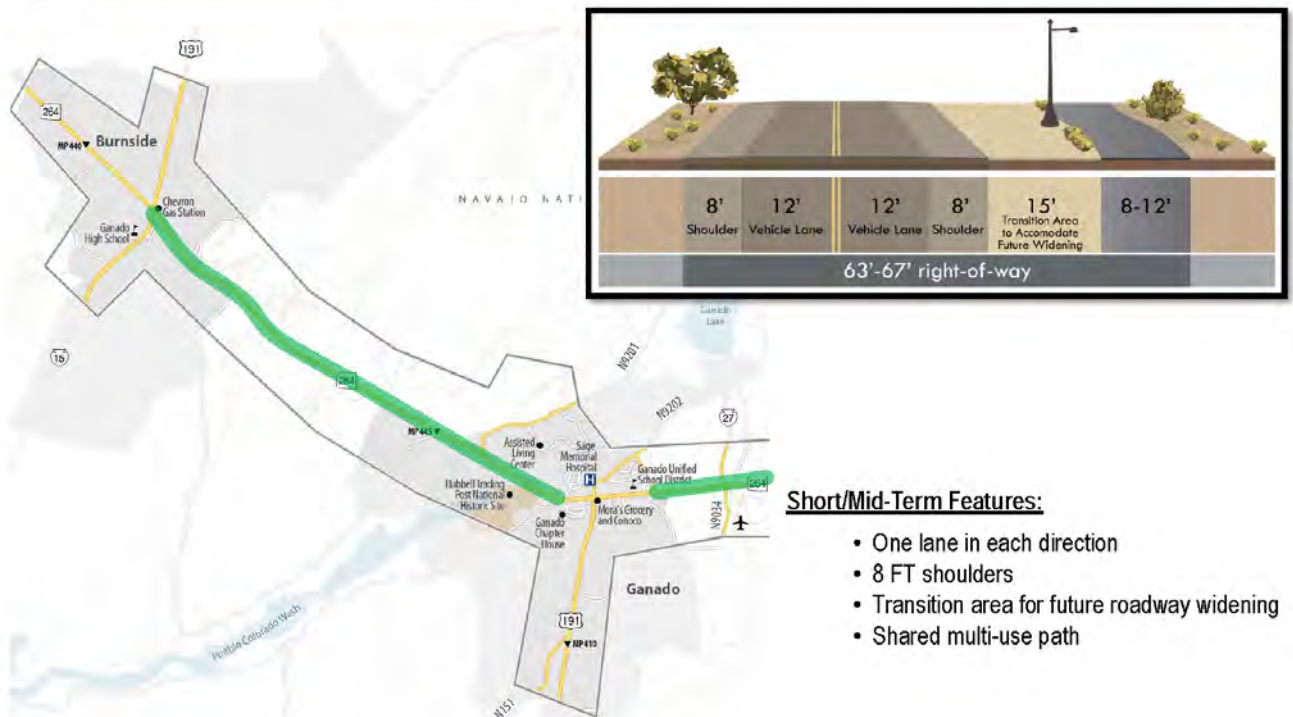 191
264
Burnside
MP 440
Chevron
Gas Station
Ganado
High School
15
NAVAJO NATI
8'
Shoulder
12'
Vehicle Lane
12'
Vehicle Lane
8'
Shoulder
15'
Transition Area
to Accomodate
Future Widening
8-12'
63'-67' right-of-way
Ganado
Lake
N9201
N9202
27
264
MP 445
Assisted
Living
Center
Sage
Memorial
Hospital
H
Ganado Unified
School District
Hubbell Trading
Post National
Historic Site
Ganado
Chapter
House
Mora's Grocery
and Conoco
N9034
264
Ganado
Pueblo Colorado Wash
191
MP 410
N151
Short/Mid-Term Features:
• One lane in each direction
• 8 FT shoulders
• Transition area for future roadway widening
• Shared multi-use path